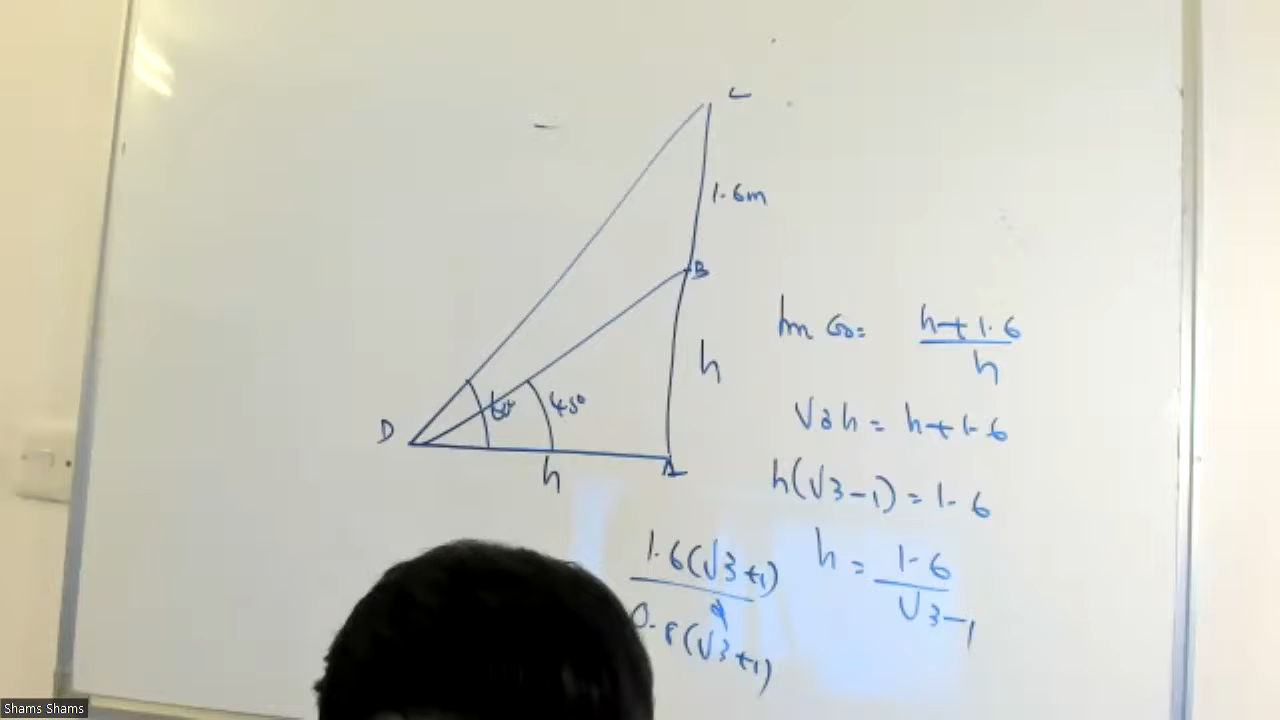 C
1.6m
B
h
D
60°
45°
h
A
tan 60 = h+1.6 / h
√3h = h+1.6
h(√3-1) = 1.6
h = 1.6 / √3-1
1.6(√3+1) / 2
0.8(√3+1)
Shams Shams